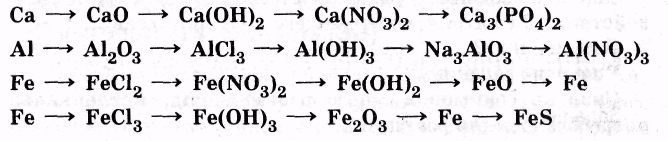 Ca → CaO → Ca(OH)₂ → Ca(NO₃)₂ → Ca₃(PO₄)₂
Al → Al₂O₃ → AlCl₃ → Al(OH)₃ → Na₃AlO₃ → Al(NO₃)₃
Fe → FeCl₂ → Fe(NO₃)₂ → Fe(OH)₂ → FeO → Fe
Fe → FeCl₃ → Fe(OH)₃ → Fe₂O₃ → Fe → FeS